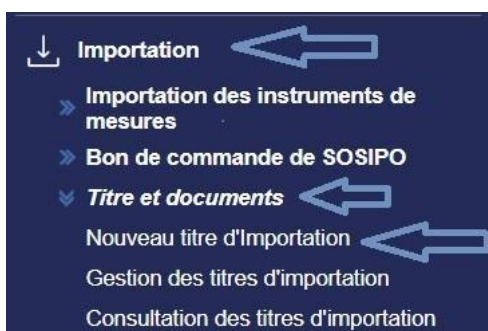 Importation
Importation des instruments de
mesures
Bon de commande de SOSIPO
Titre et documents
Nouveau titre d'Importation
Gestion des titres d'importation
Consultation des titres d'importation